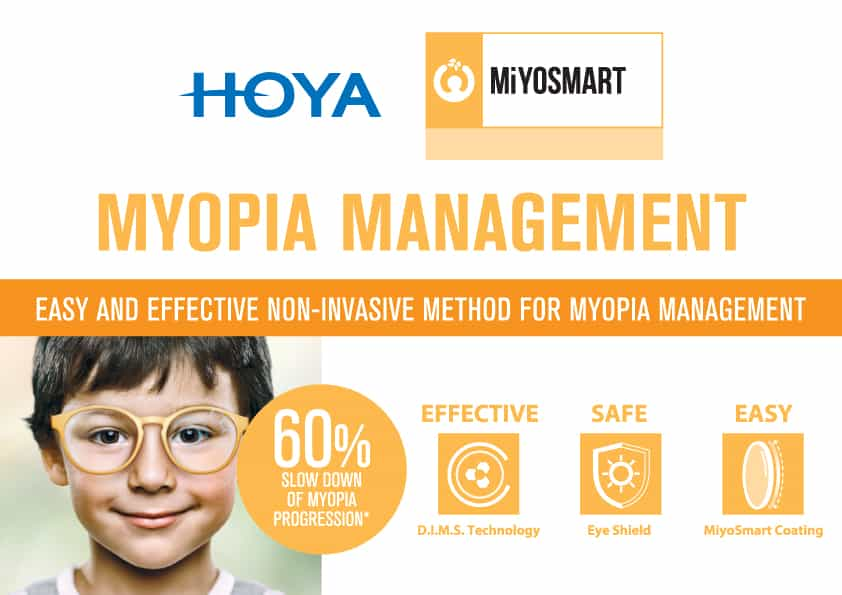 HOYA
MiYOSMART
MYOPIA MANAGEMENT
EASY AND EFFECTIVE NON-INVASIVE METHOD FOR MYOPIA MANAGEMENT
60%
SLOW DOWN
OF MYOPIA
PROGRESSION*
EFFECTIVE
D.I.M.S. Technology
SAFE
Eye Shield
EASY
MiyoSmart Coating